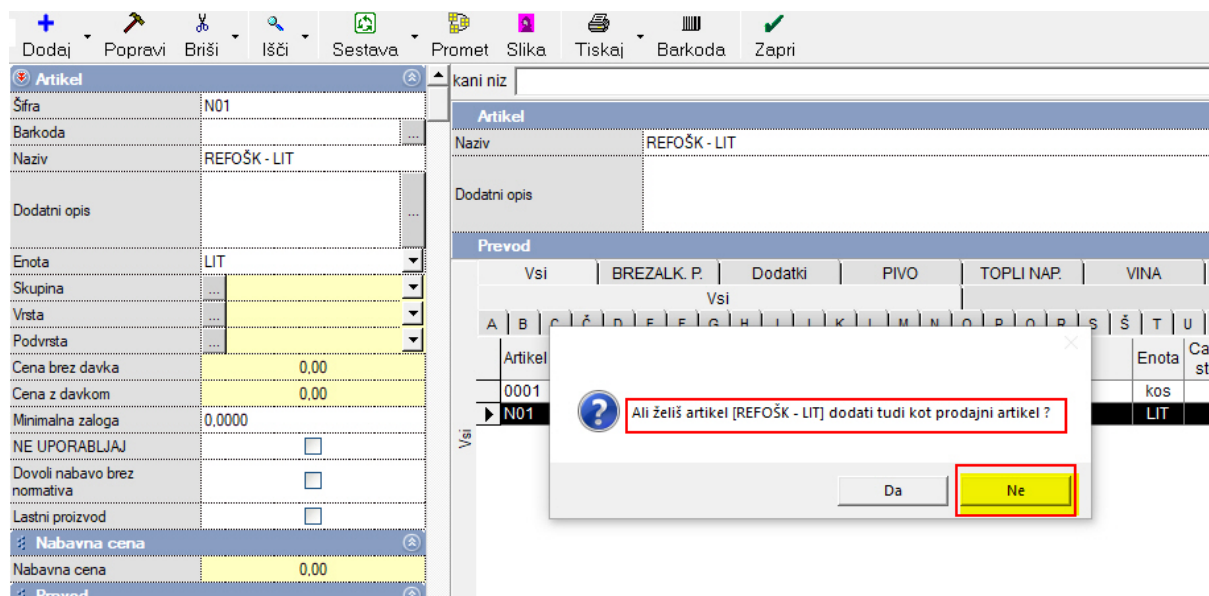 Dodaj Popravi Briši Išči Sestava Promet Slika Tiskaj Barkoda Zapri
Artikel
Šifra N01
Barkoda ...
Naziv REFOŠK - LIT
Dodatni opis ...
Enota LIT
Skupina ...
Vrsta ...
Podvrsta ...
Cena brez davka 0,00
Cena z davkom 0,00
Minimalna zaloga 0,0000
NE UPORABLJAJ
Dovoli nabavo brez
normativa
Lastni proizvod
Nabavna cena
Nabavna cena 0,00
Prevod
kani niz
Artikel
Naziv REFOŠK - LIT
Dodatni opis
Prevod
Vsi BREZALK. P. Dodatki PIVO TOPLI NAP. VINA
Vsi
A B C Č D E F G H I J K L M N O P Q R S Š T U
Artikel Enota Ca
st
0001 kos
N01 LIT
Vsi
Ali želiš artikel [REFOŠK - LIT] dodati tudi kot prodajni artikel ?
Da Ne